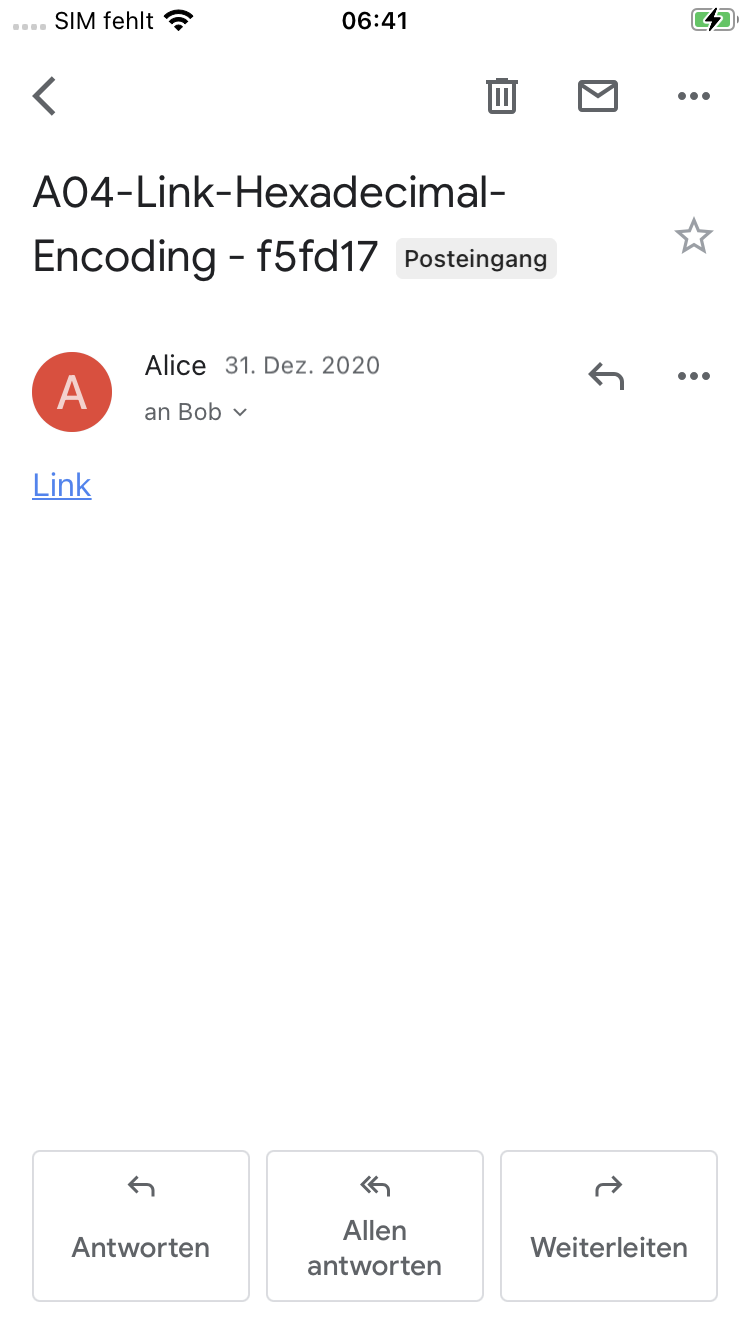 SIM fehlt 06:41
A04-Link-Hexadecimal-
Encoding - f5fd17 Posteingang
A
Alice 31. Dez. 2020
an Bob
Link
Antworten
Allen
antworten
Weiterleiten